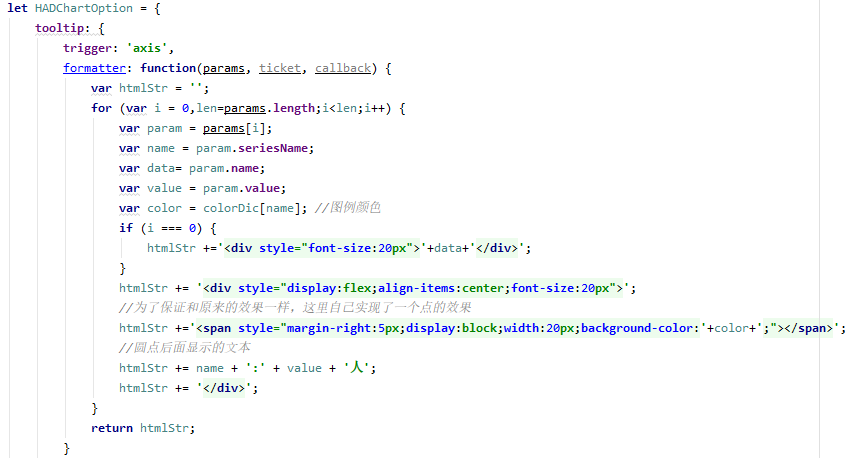 let HADChartOption = {
    tooltip: {
        trigger: 'axis',
        formatter: function(params, ticket, callback) {
            var htmlStr = '';
            for (var i = 0,len=params.length;i<len;i++) {
                var param = params[i];
                var name = param.seriesName;
                var data= param.name;
                var value = param.value;
                var color = colorDic[name]; //图例颜色
                if (i === 0) {
                    htmlStr +='<div style="font-size:20px">'+data+'</div>';
                }
                htmlStr += '<div style="display:flex;align-items:center;font-size:20px">';
                //为了保证和原来的效果一样，这里自己实现了一个点的效果
                htmlStr +='<span style="margin-right:5px;display:block;width:20px;background-color:'+color+';"></span>';
                //圆点后面显示的文本
                htmlStr += name + ':' + value + '人';
                htmlStr += '</div>';
            }
            return htmlStr;
        }